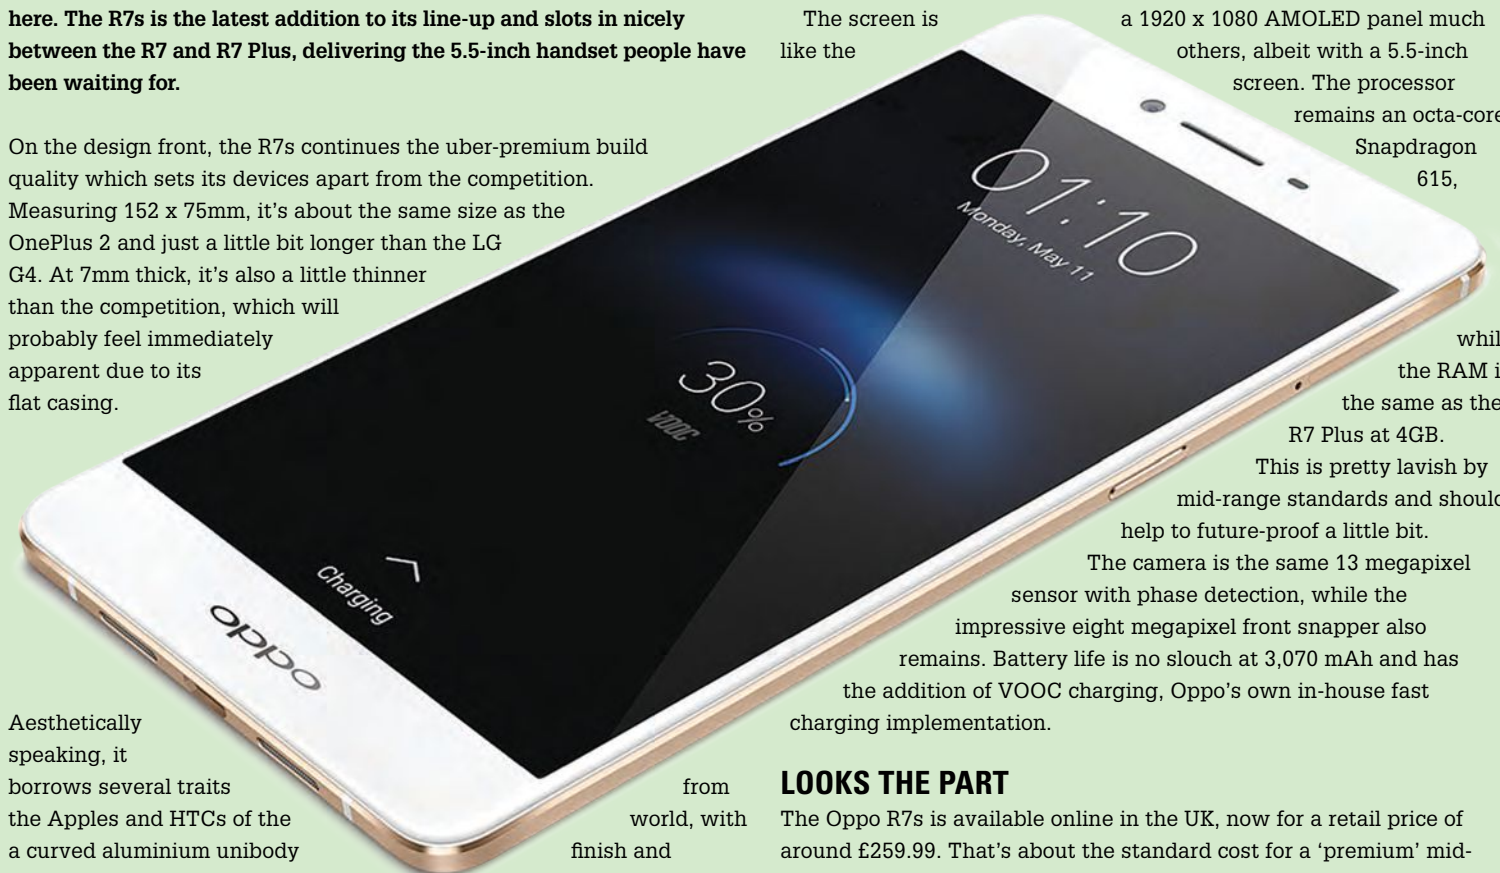 here. The R7s is the latest addition to its line-up and slots in nicely
between the R7 and R7 Plus, delivering the 5.5-inch handset people have
been waiting for.
On the design front, the R7s continues the uber-premium build
quality which sets its devices apart from the competition.
Measuring 152 x 75mm, it's about the same size as the
OnePlus 2 and just a little bit longer than the LG
G4. At 7mm thick, it's also a little thinner
than the competition, which will
probably feel immediately
apparent due to its
flat casing.
Aesthetically
speaking, it
borrows several traits from
the Apples and HTCs of the world, with
a curved aluminium unibody finish and
The screen is a 1920 x 1080 AMOLED panel much
like the others, albeit with a 5.5-inch
screen. The processor
remains an octa-core
Snapdragon
615,
whil
the RAM i
the same as the
R7 Plus at 4GB.
This is pretty lavish by
mid-range standards and should
help to future-proof a little bit.
The camera is the same 13 megapixel
sensor with phase detection, while the
impressive eight megapixel front snapper also
remains. Battery life is no slouch at 3,070 mAh and has
the addition of VOOC charging, Oppo's own in-house fast
charging implementation.
LOOKS THE PART
The Oppo R7s is available online in the UK, now for a retail price of
around £259.99. That's about the standard cost for a 'premium' mid-
01:10
Monday, May 11
30%
VOOC
Charging
oppo